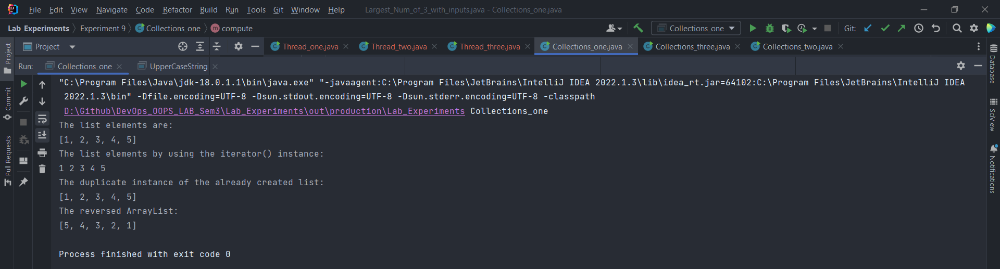 File Edit View Navigate Code Refactor Build Run Tools Git Window Help Largest_Num_of_3_with_inputs.java - Collections_one.java
Lab_Experiments Experiment 9 Collections_one compute Collections_one Git:
Project Thread_one.java Thread_two.java Thread_three.java Collections_one.java Collections_three.java Collections_two.java
Run: Collections_one UpperCaseString
"C:\Program Files\Java\jdk-18.0.1.1\bin\java.exe" "-javaagent:C:\Program Files\JetBrains\IntelliJ IDEA 2022.1.3\lib\idea_rt.jar=64102:C:\Program Files\JetBrains\IntelliJ IDEA
2022.1.3\bin" -Dfile.encoding=UTF-8 -Dsun.stdout.encoding=UTF-8 -Dsun.stderr.encoding=UTF-8 -classpath
D:\Github\DevOps_OOPS_LAB_Sem3\Lab_Experiments\out\production\Lab_Experiments Collections_one
The list elements are:
[1, 2, 3, 4, 5]
The list elements by using the iterator() instance:
1 2 3 4 5
The duplicate instance of the already created list:
[1, 2, 3, 4, 5]
The reversed ArrayList:
[5, 4, 3, 2, 1]
Process finished with exit code 0
Project
Commit
Pull Requests
Database
SciView
Notifications